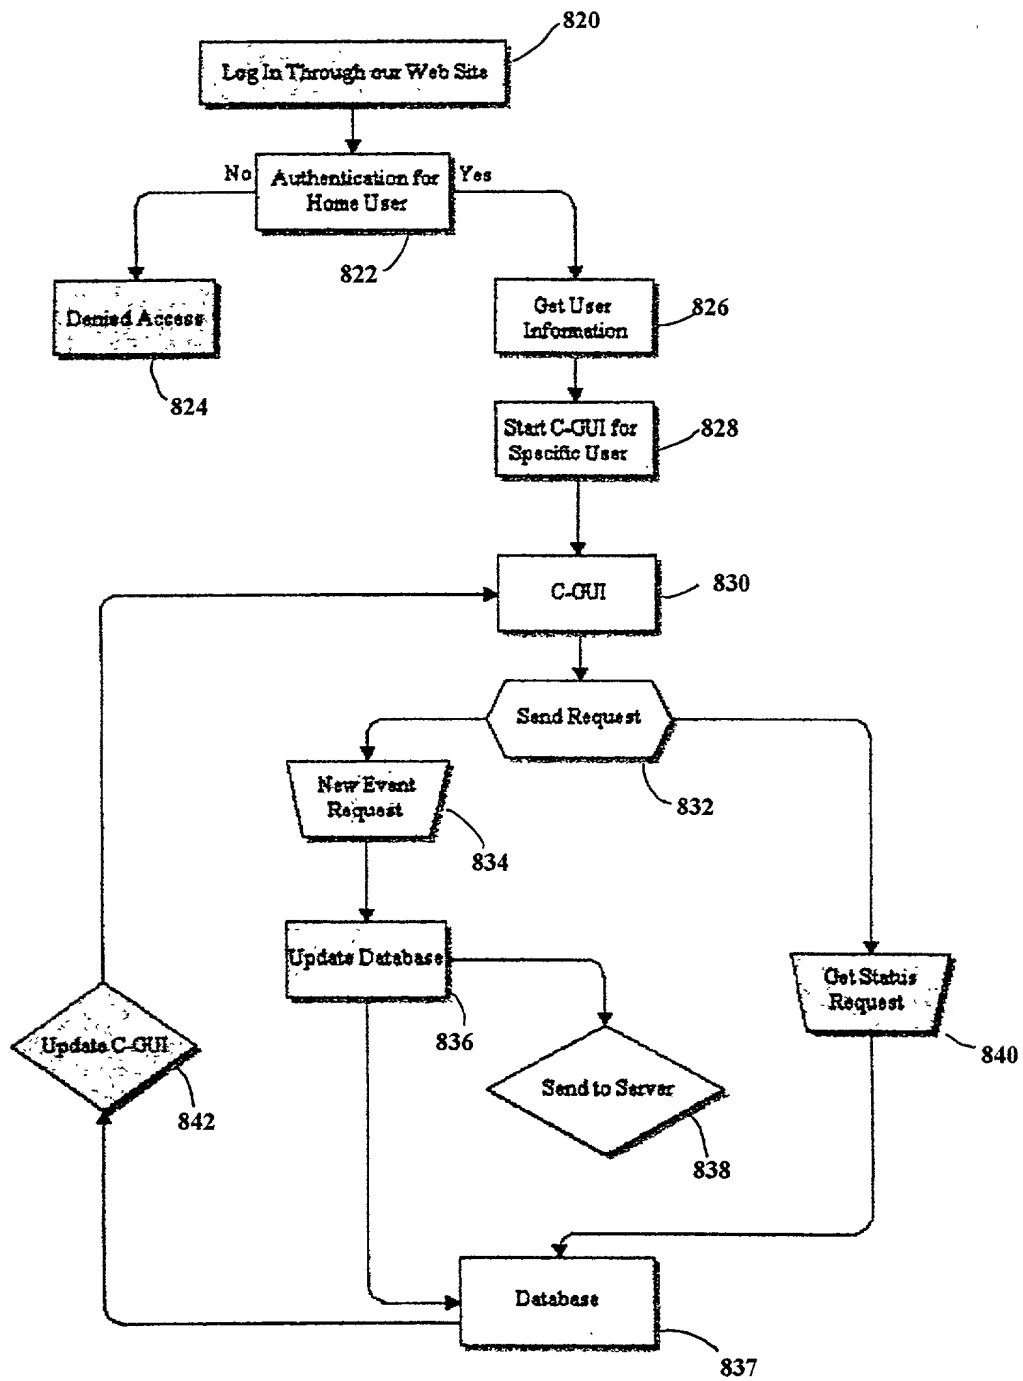 820
Log In Through our Web Site
No
Authentication for
Home User
Yes
822
Denied Access
824
Get User
Information
826
Start C-GUI for
Specific User
828
C-GUI
830
Send Request
832
New Event
Request
834
Update Database
836
Get Status
Request
840
Update C-GUI
842
Send to Server
838
Database
837